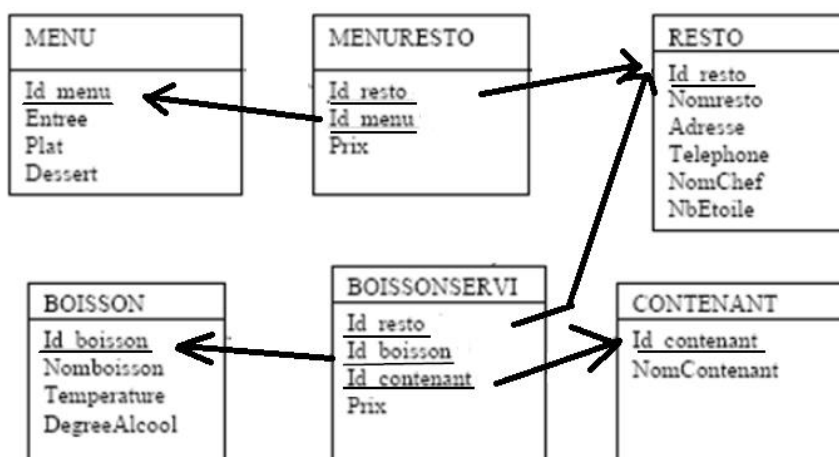 MENU
Id_menu
Entree
Plat
Dessert
MENURESTO
Id_resto
Id_menu
Prix
RESTO
Id_resto
Nomresto
Adresse
Telephone
NomChef
NbEtoile
BOISSON
Id_boisson
Nomboisson
Temperature
DegreeAlcool
BOISSONSERVI
Id_resto
Id_boisson
Id_contenant
Prix
CONTENANT
Id_contenant
NomContenant